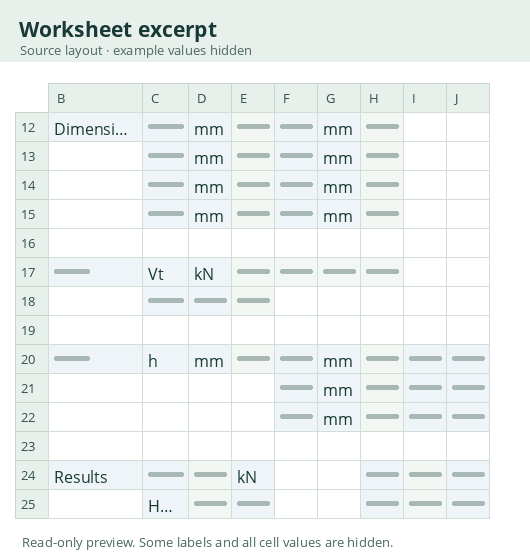 Worksheet excerpt
Source layout · example values hidden
B C D E F G H I J
12 Dimensi... mm mm
13 mm mm
14 mm mm
15 mm mm
16
17 Vt kN
18
19
20 h mm mm
21 mm
22 mm
23
24 Results kN
25 H...
Read-only preview. Some labels and all cell values are hidden.